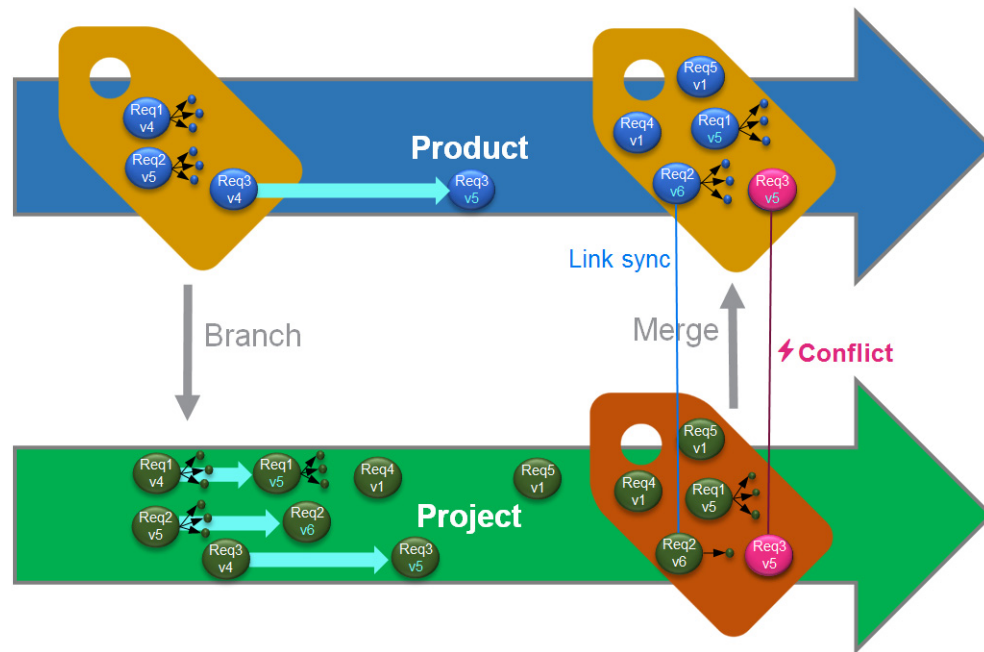 Req1
v4
Req2
v5
Req3
v4
Product
Req3
v5
Req5
v1
Req4
v1
Req1
v5
Req2
v6
Req3
v5
Link sync
Branch
Merge
Conflict
Req1
v4
Req1
v5
Req4
v1
Req5
v1
Req2
v5
Req2
v6
Project
Req3
v4
Req3
v5
Req5
v1
Req4
v1
Req1
v5
Req2
v6
Req3
v5